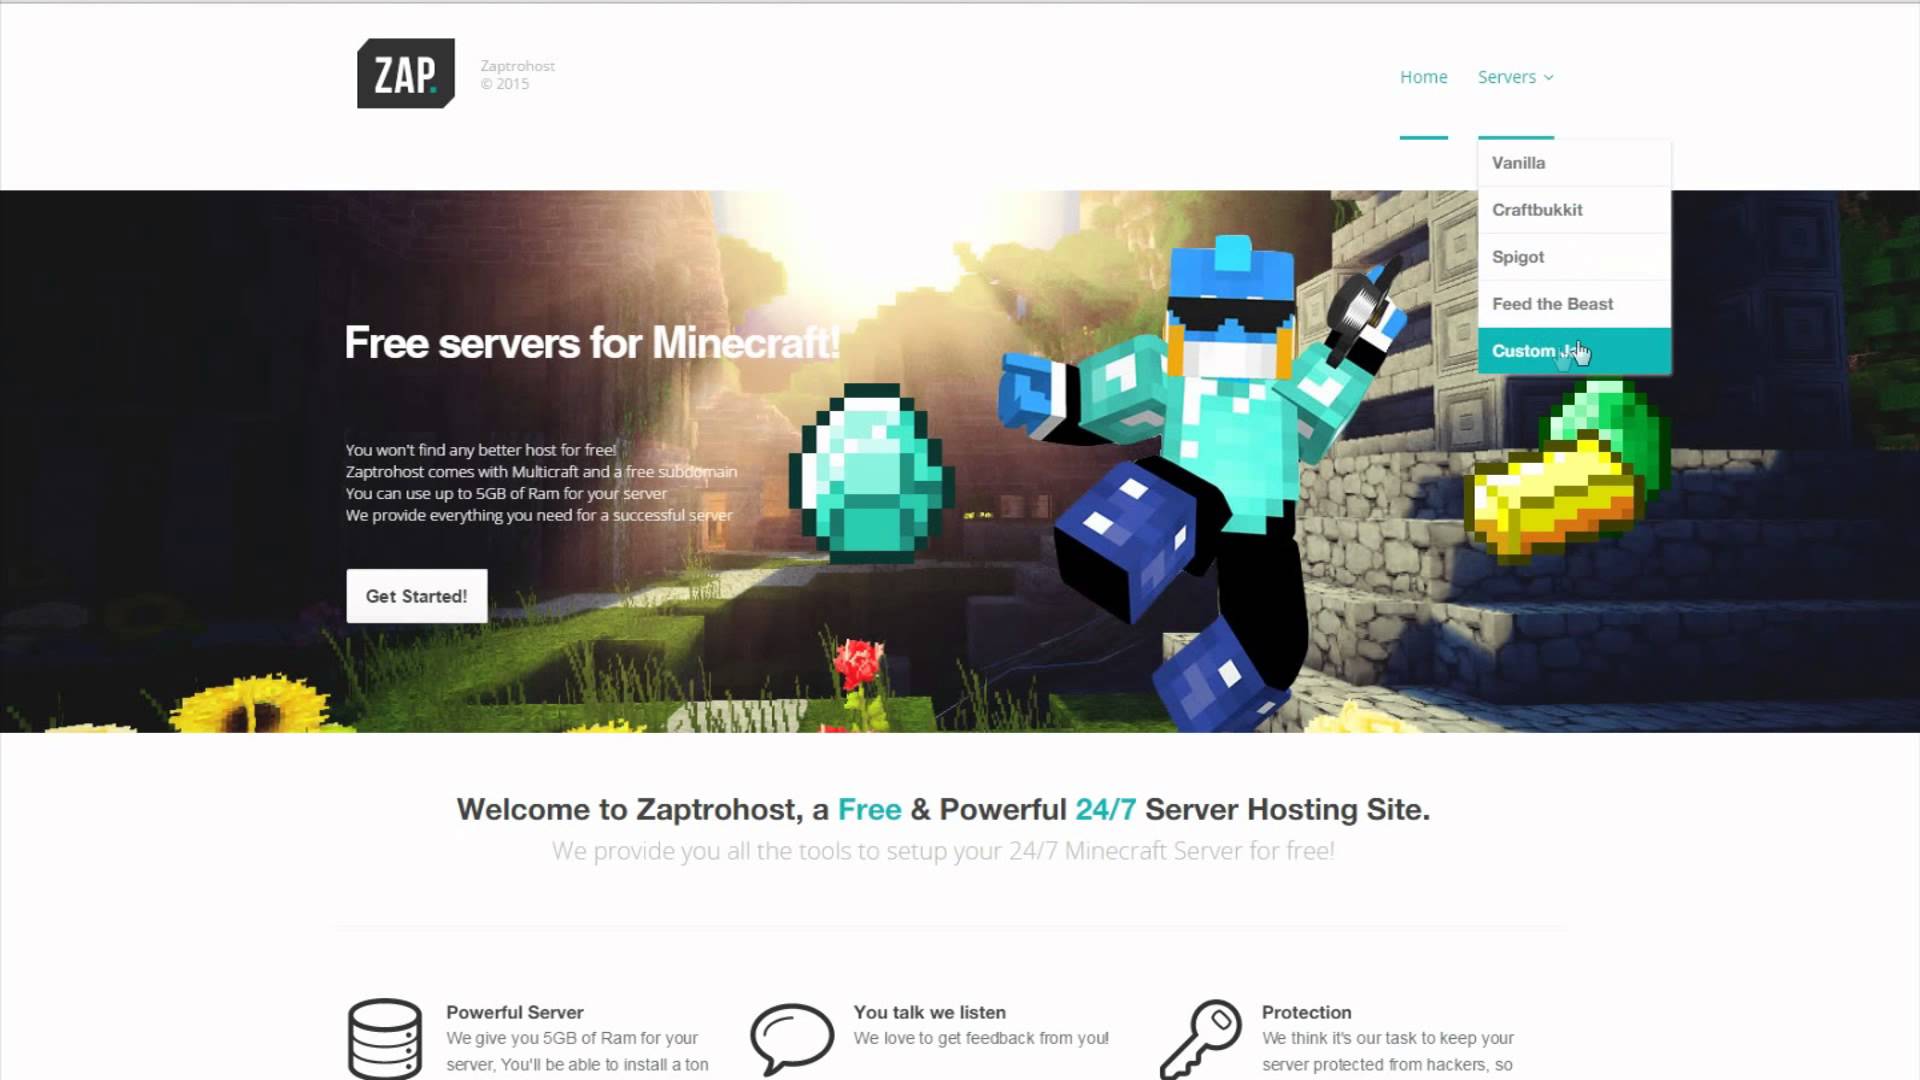 ZAP.
Zaptrohost
© 2015
Home
Servers
Vanilla
Craftbukkit
Spigot
Feed the Beast
Custom
Free servers for Minecraft!
You won't find any better host for free!
Zaptrohost comes with Multicraft and a free subdomain
You can use up to 5GB of Ram for your server
We provide everything you need for a successful server
Get Started!
Welcome to Zaptrohost, a Free & Powerful 24/7 Server Hosting Site.
We provide you all the tools to setup your 24/7 Minecraft Server for free!
Powerful Server
We give you 5GB of Ram for your
server, You'll be able to install a ton
You talk we listen
We love to get feedback from you!
Protection
We think it's our task to keep your
server protected from hackers, so